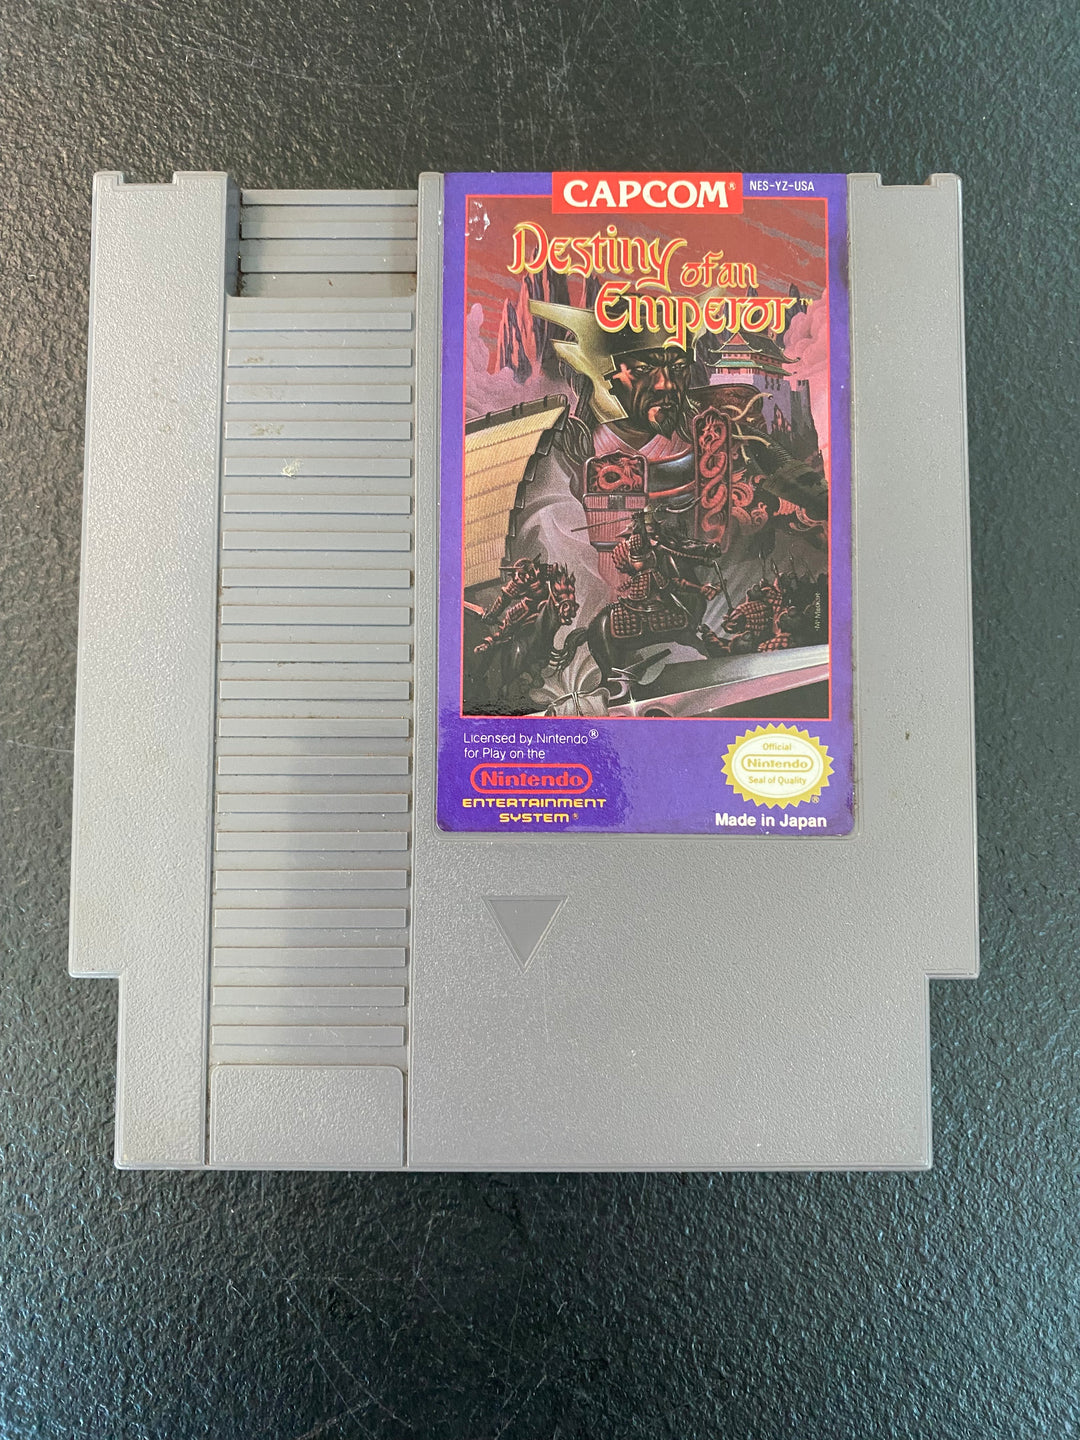 CAPCOM® NES-YZ-USA
Destiny of an
Emperor™
Licensed by Nintendo®
for Play on the
Nintendo
ENTERTAINMENT
SYSTEM®
Official
Nintendo
Seal of Quality
®
Made in Japan